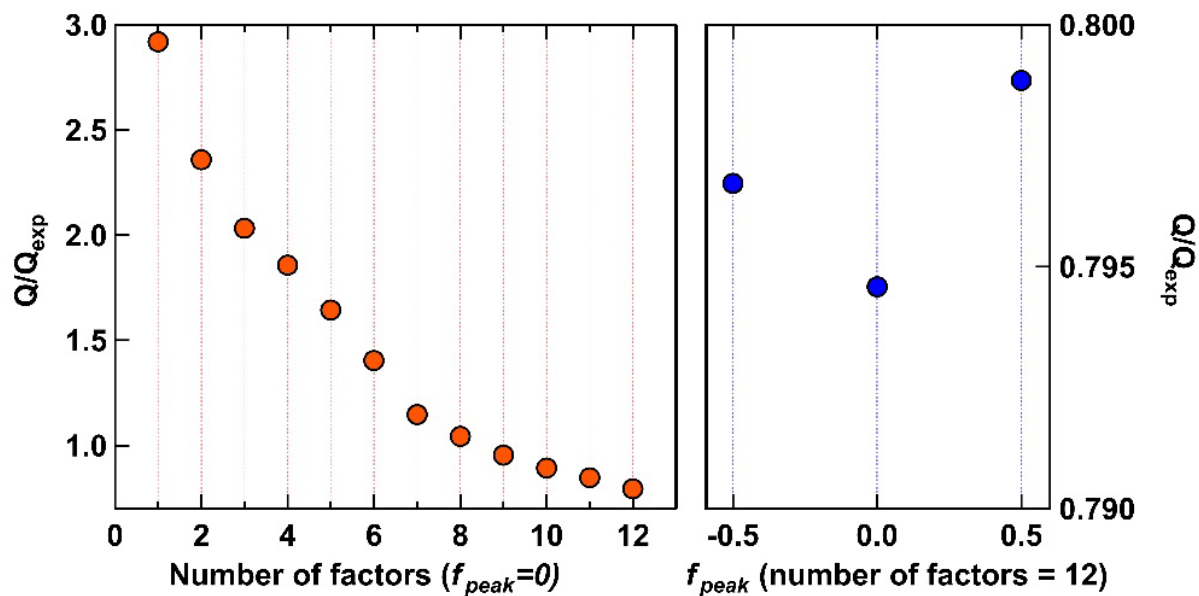 3.0
2.5
2.0
1.5
1.0
Q/Qexp
0 2 4 6 8 10 12
Number of factors (fpeak=0)
0.800
0.795
0.790
Q/Qexp
-0.5 0.0 0.5
fpeak (number of factors = 12)